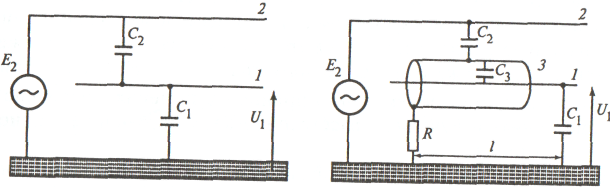 2
C₂
E₂
1
C₁
U₁
2
C₂
E₂
C₃
3
1
C₁
U₁
R
l